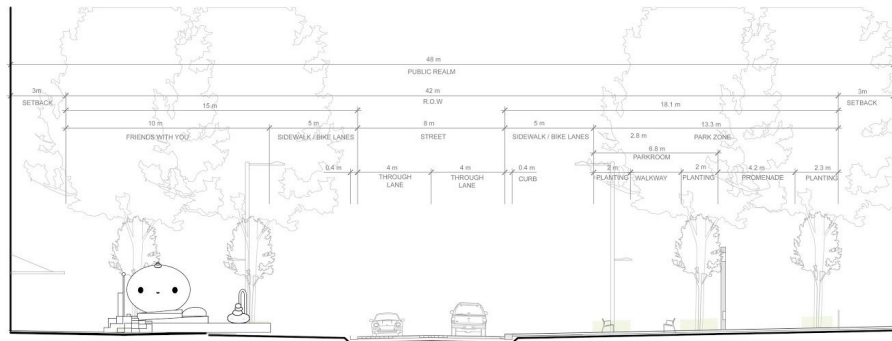 48 m
PUBLIC REALM
3m
SETBACK
42 m
R.O.W
3m
SETBACK
15 m
18.1 m
10 m
FRIENDS WITH YOU
5 m
SIDEWALK / BIKE LANES
8 m
STREET
5 m
SIDEWALK / BIKE LANES
13.3 m
PARK ZONE
2.8 m
6.8 m
PARKROOM
0.4 m
4 m
THROUGH
LANE
4 m
THROUGH
LANE
0.4 m
CURB
2 m
PLANTING
WALKWAY
2 m
PLANTING
4.2 m
PROMENADE
2.3 m
PLANTING